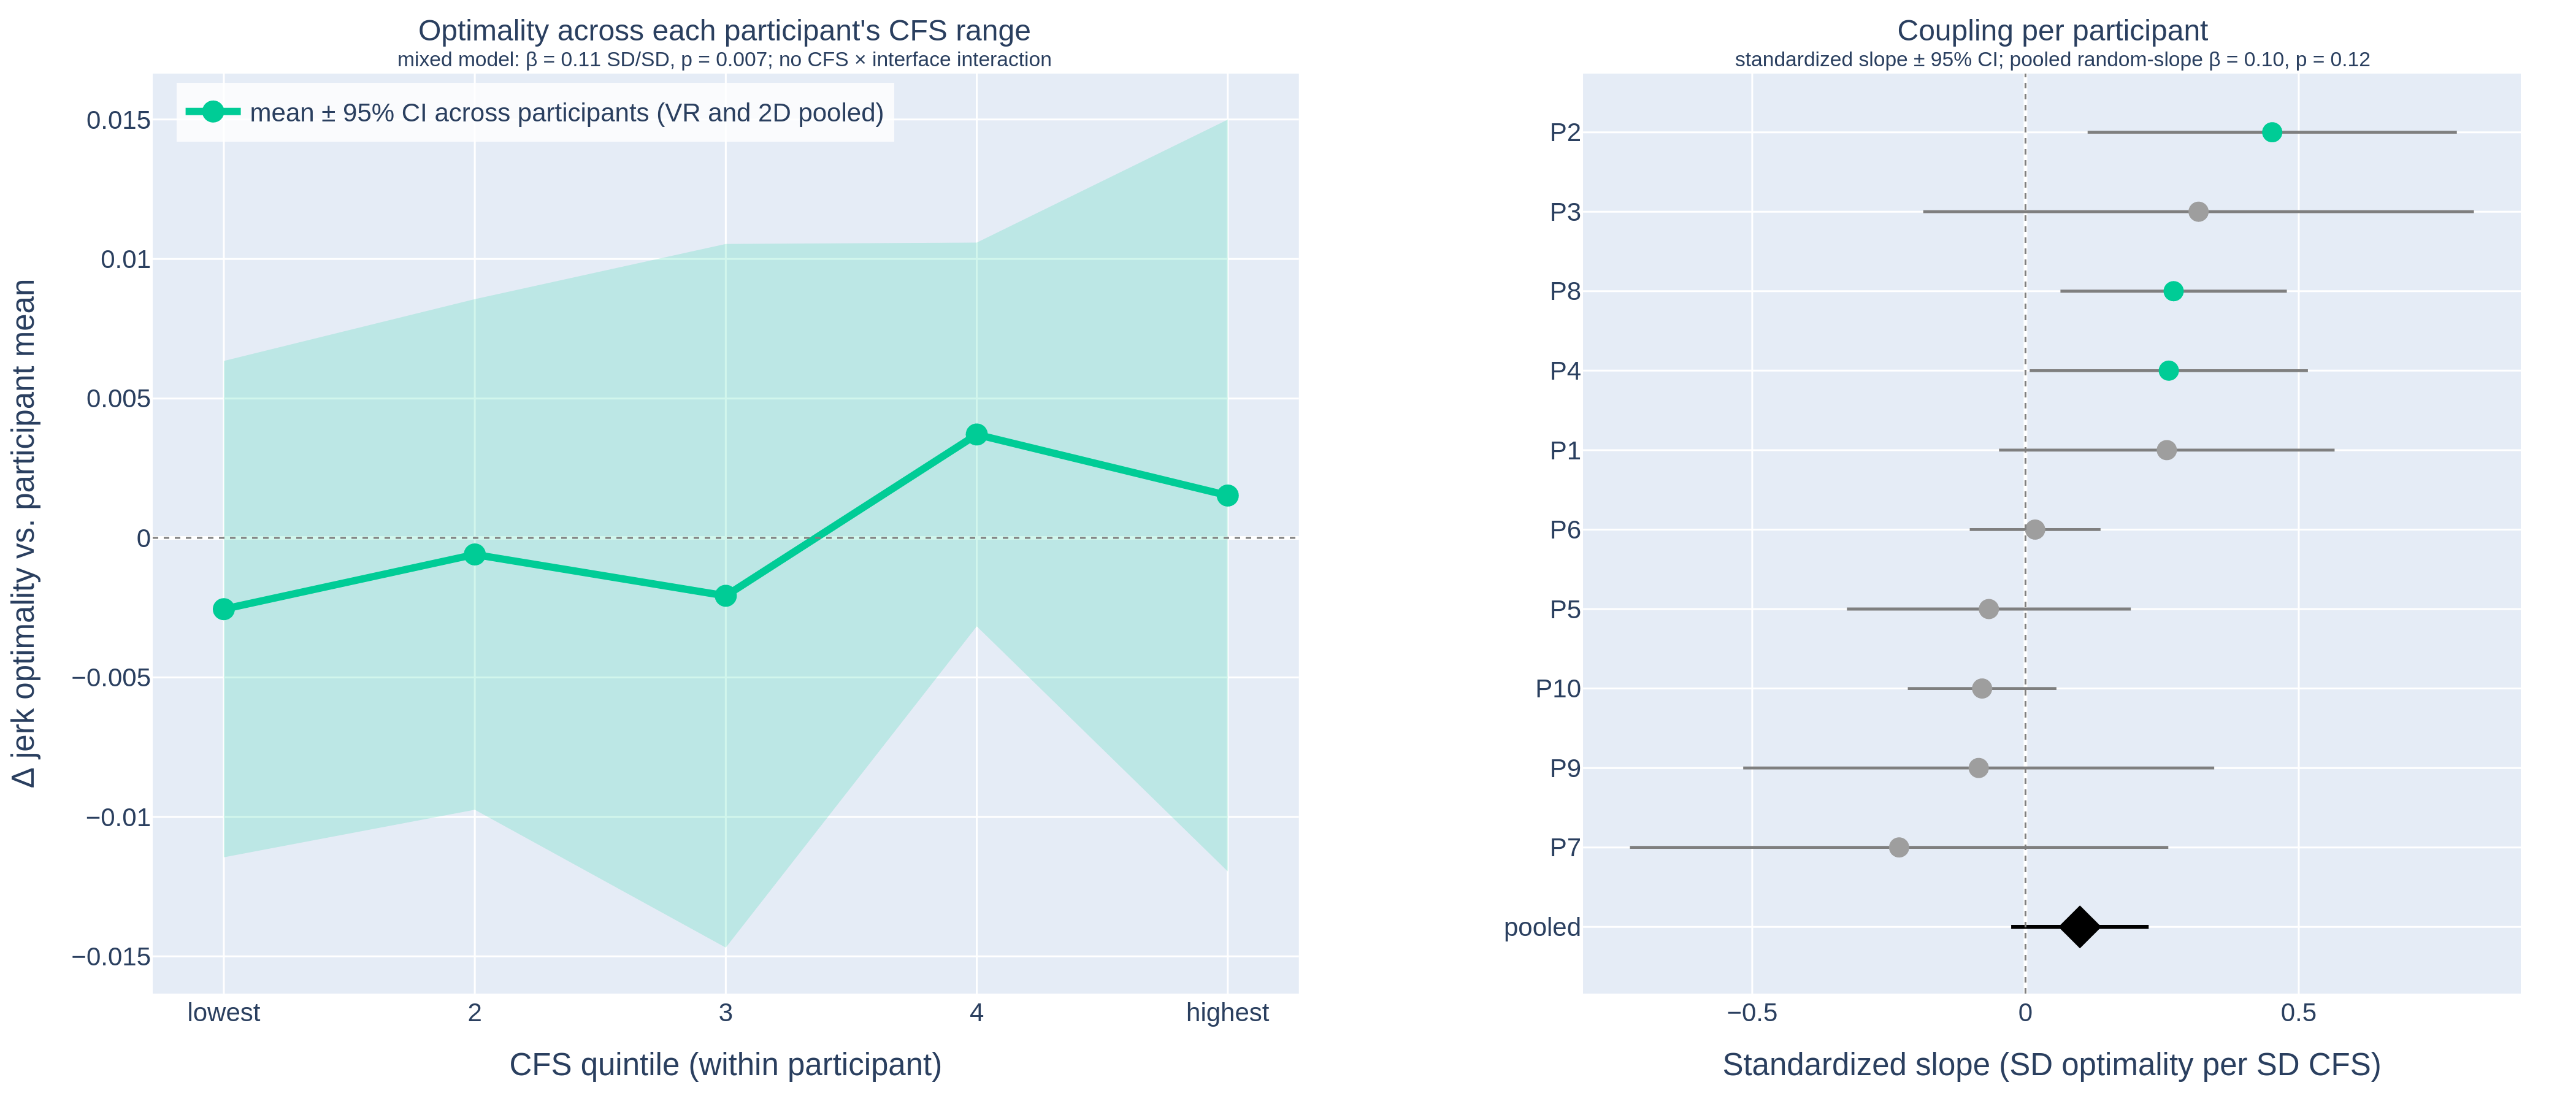 Optimality across each participant's CFS range
mixed model: β = 0.11 SD/SD, p = 0.007; no CFS × interface interaction
mean ± 95% CI across participants (VR and 2D pooled)
0.015
0.01
0.005
0
−0.005
−0.01
−0.015
Δ jerk optimality vs. participant mean
lowest
2
3
4
highest
CFS quintile (within participant)
Coupling per participant
standardized slope ± 95% CI; pooled random-slope β = 0.10, p = 0.12
P2
P3
P8
P4
P1
P6
P5
P10
P9
P7
pooled
−0.5
0
0.5
Standardized slope (SD optimality per SD CFS)